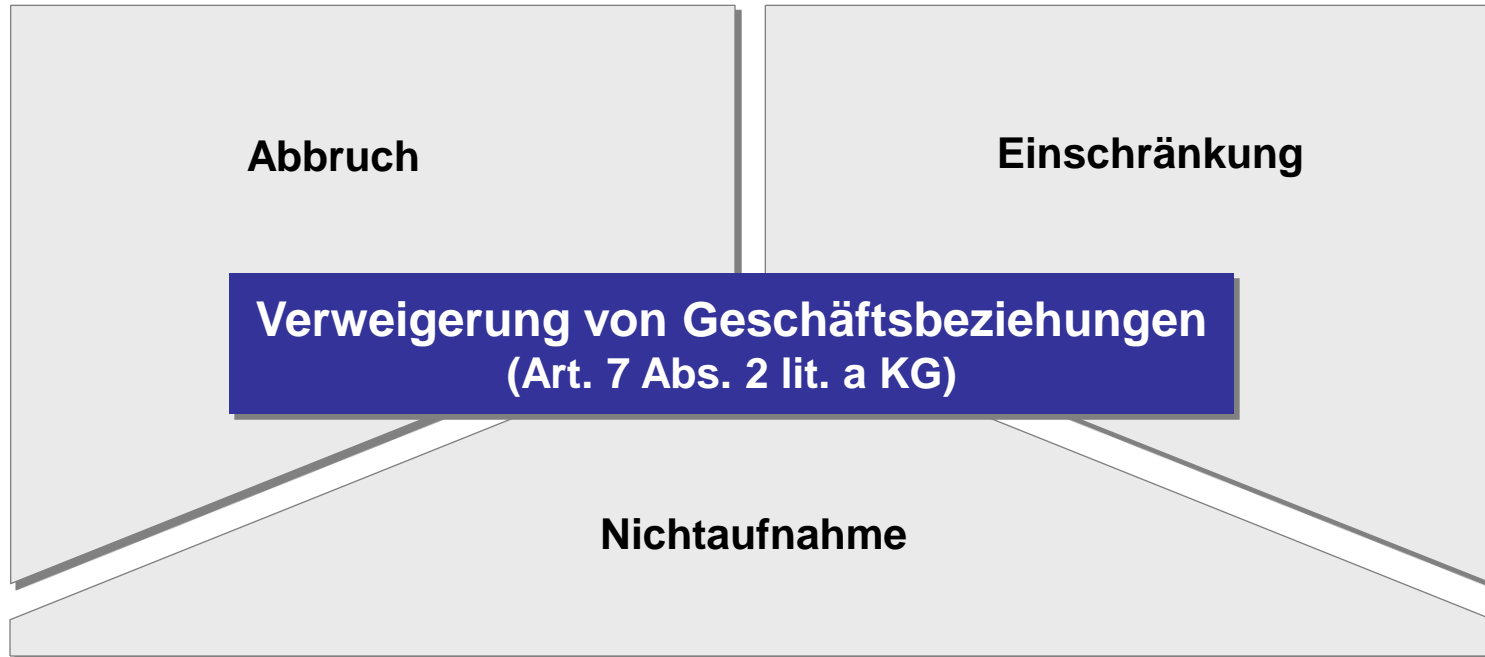 Abbruch
Einschränkung
Verweigerung von Geschäftsbeziehungen
(Art. 7 Abs. 2 lit. a KG)
Nichtaufnahme